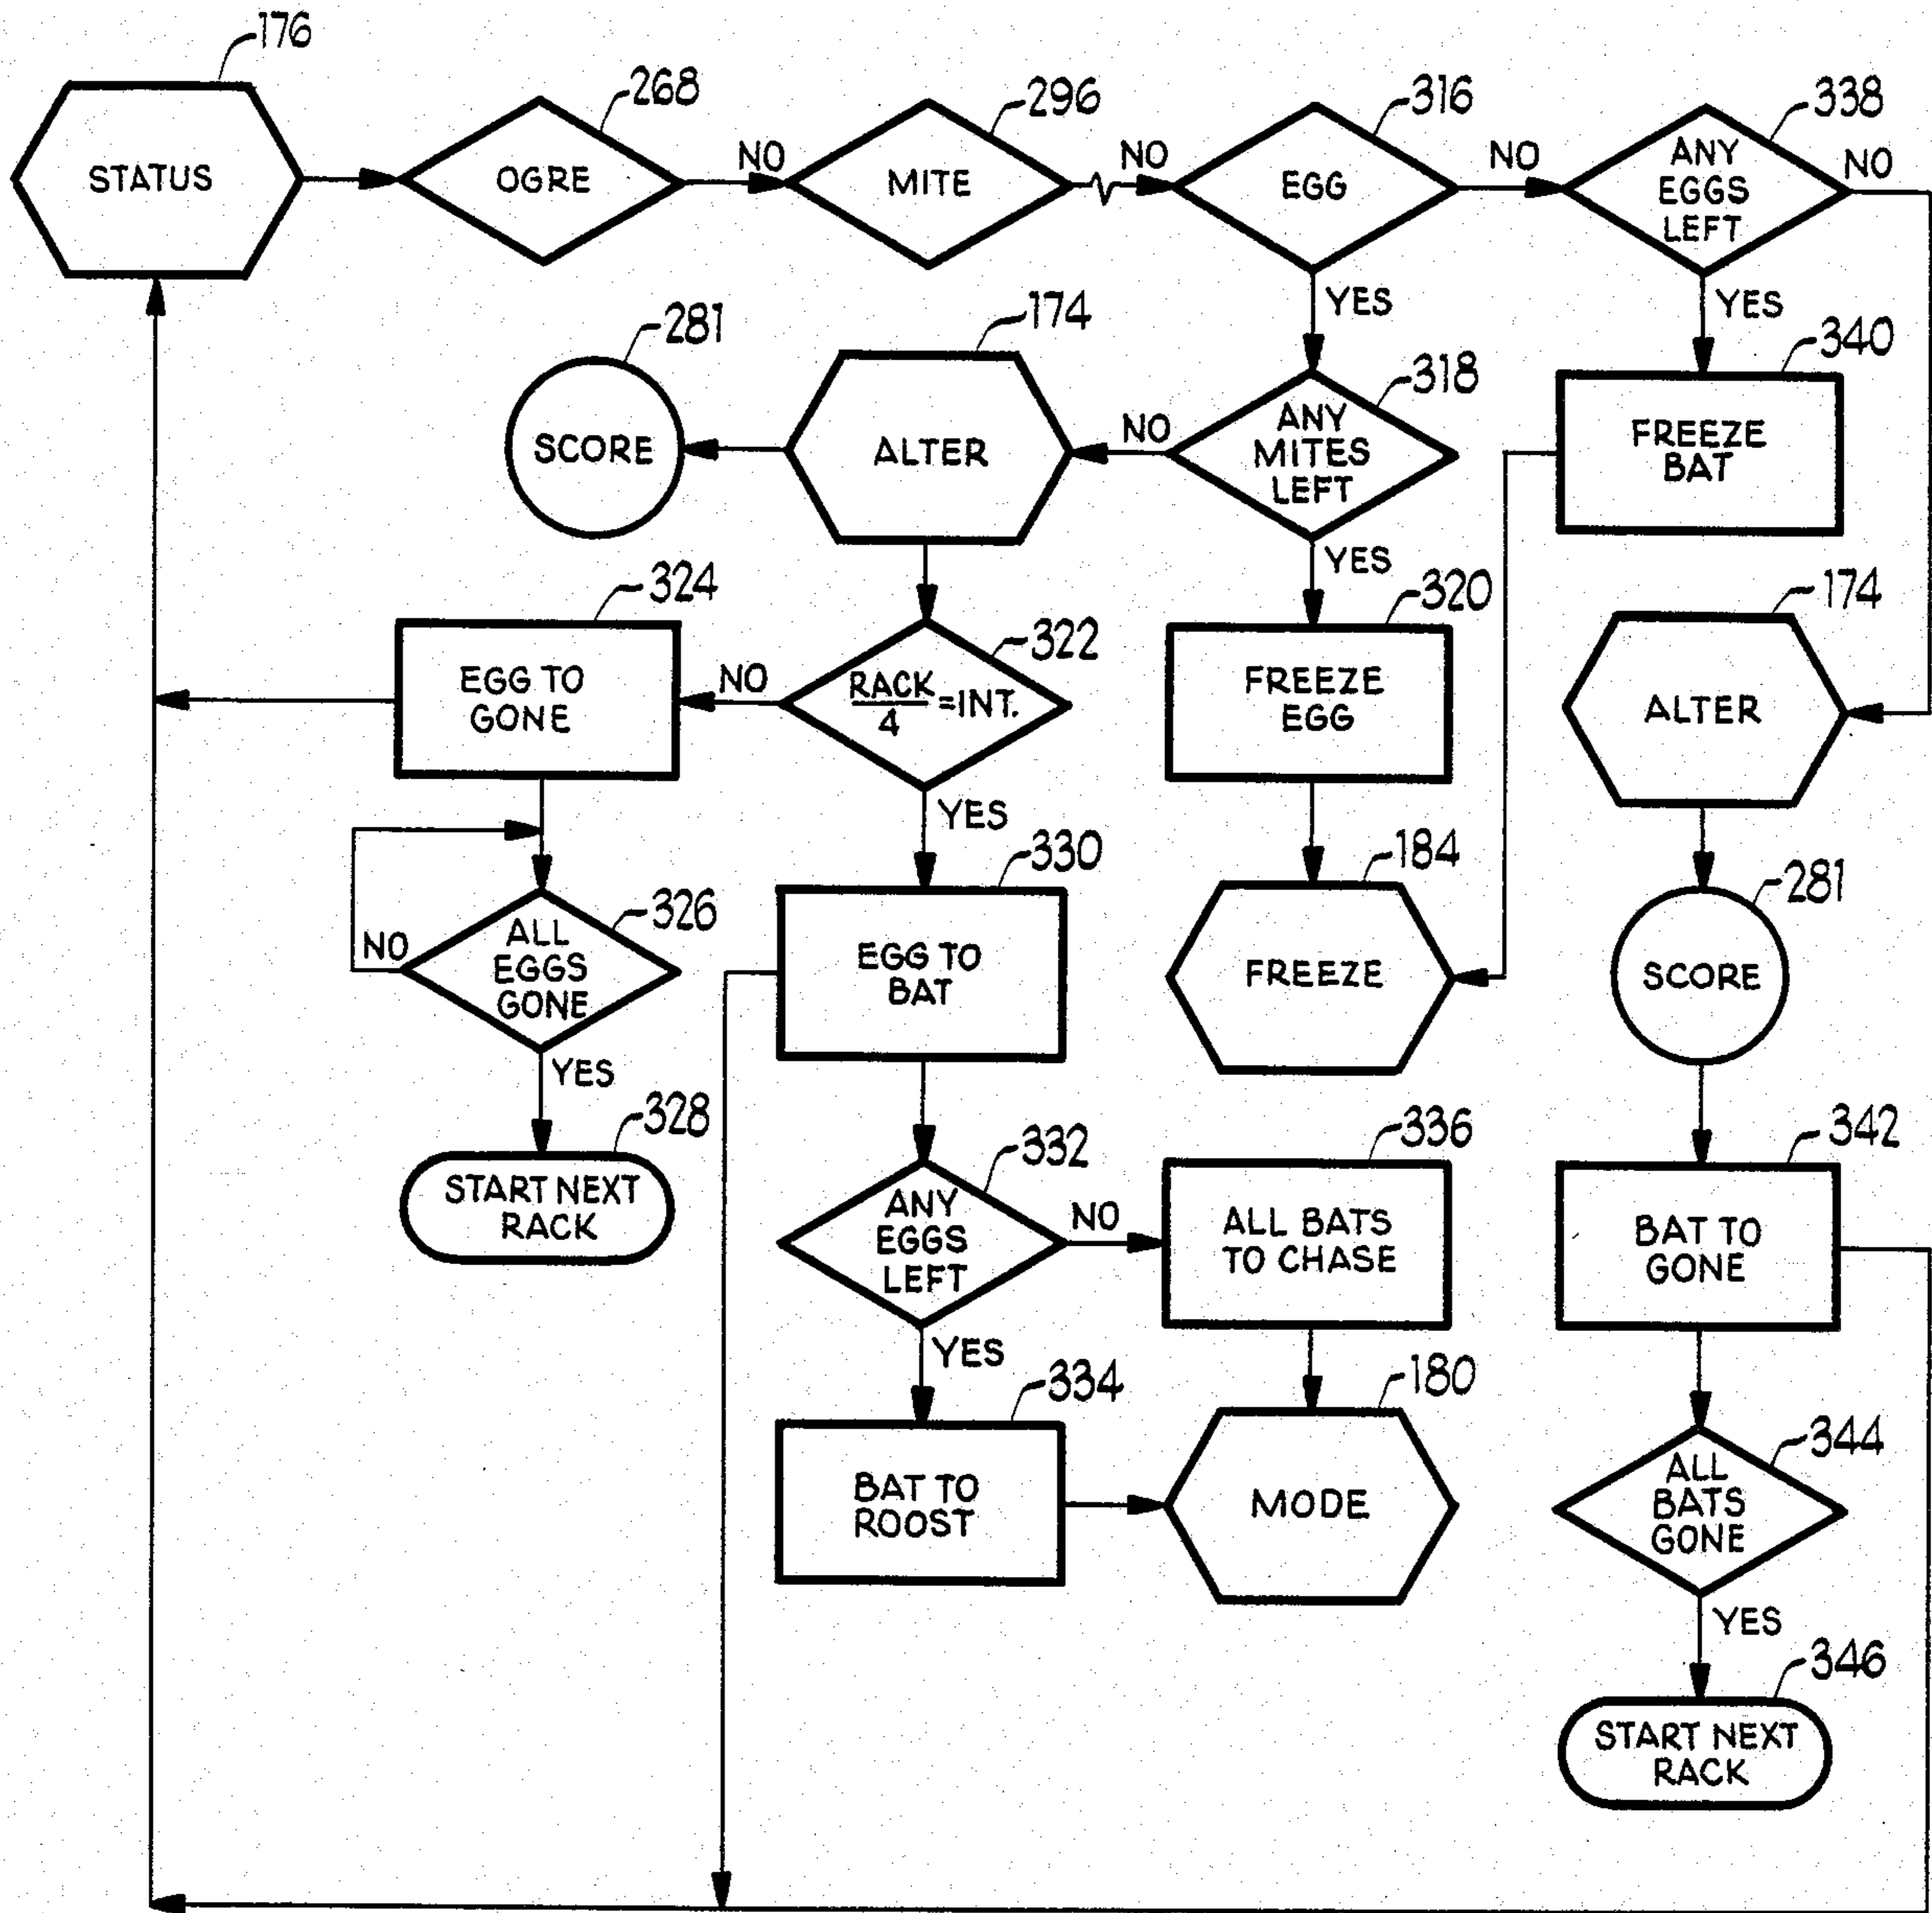 176
STATUS
268
OGRE
NO
296
MITE
NO
316
EGG
NO
338
ANY
EGGS
LEFT
NO
YES
YES
281
SCORE
174
ALTER
NO
318
ANY
MITES
LEFT
YES
340
FREEZE
BAT
324
EGG TO
GONE
NO
322
RACK
4 =INT.
YES
320
FREEZE
EGG
174
ALTER
326
ALL
EGGS
GONE
NO
YES
330
EGG TO
BAT
184
FREEZE
281
SCORE
328
START NEXT
RACK
332
ANY
EGGS
LEFT
NO
YES
336
ALL BATS
TO CHASE
342
BAT TO
GONE
334
BAT TO
ROOST
180
MODE
344
ALL
BATS
GONE
YES
346
START NEXT
RACK